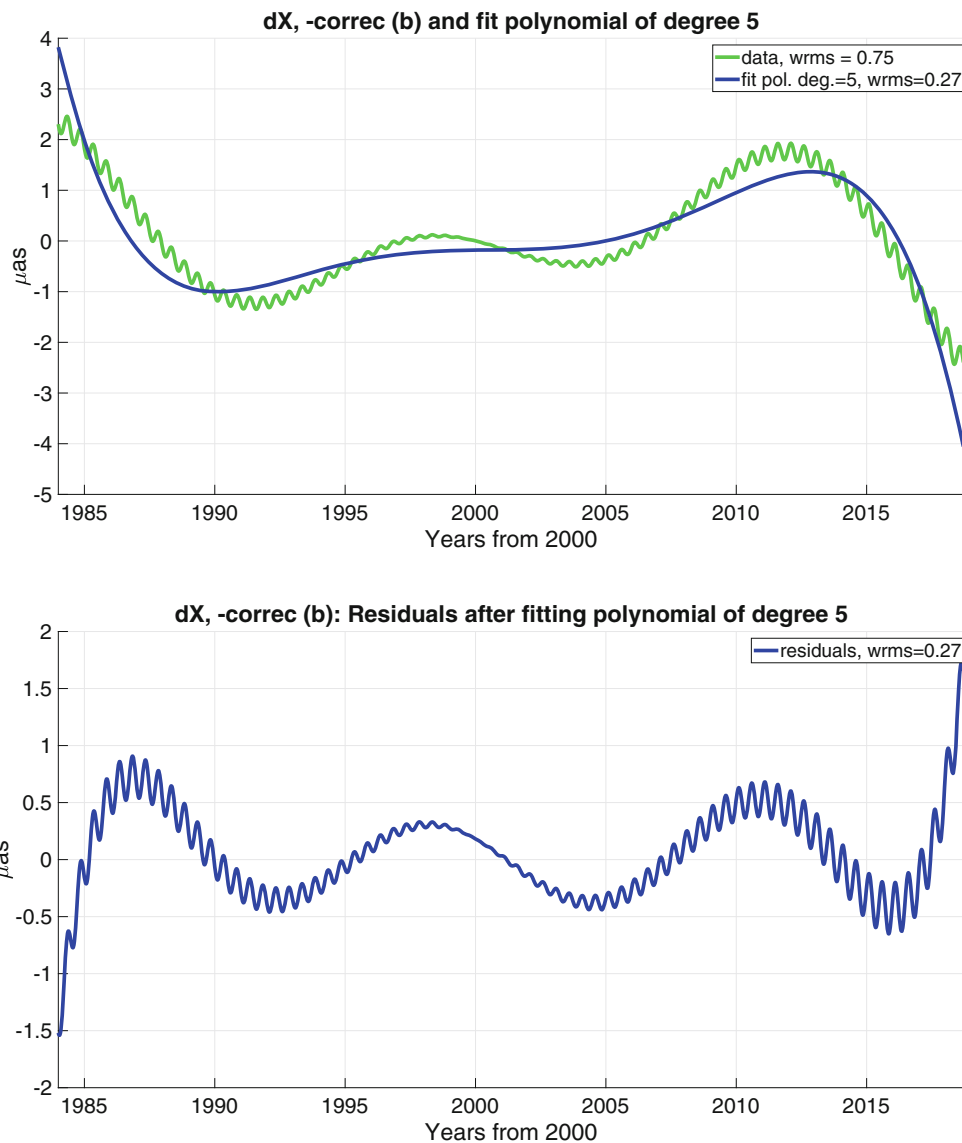 dX, -correc (b) and fit polynomial of degree 5
data, wrms = 0.75
fit pol. deg.=5, wrms=0.27
4
3
2
1
0
-1
-2
-3
-4
-5
μas
1985 1990 1995 2000 2005 2010 2015
Years from 2000
dX, -correc (b): Residuals after fitting polynomial of degree 5
residuals, wrms=0.27
2
1.5
1
0.5
0
-0.5
-1
-1.5
-2
μas
1985 1990 1995 2000 2005 2010 2015
Years from 2000